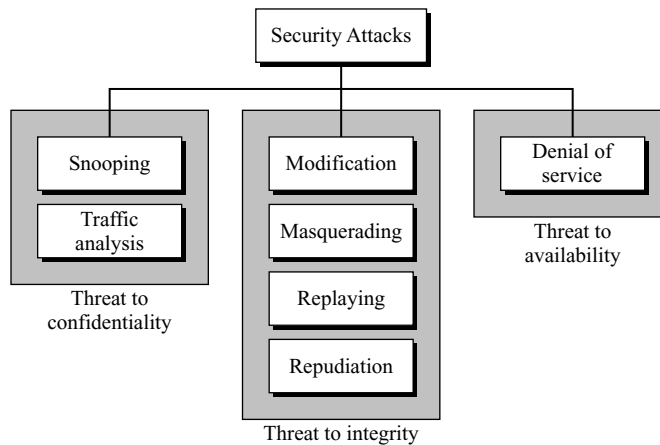 Security Attacks
Snooping
Traffic
analysis
Threat to
confidentiality
Modification
Masquerading
Replaying
Repudiation
Threat to integrity
Denial of
service
Threat to
availability